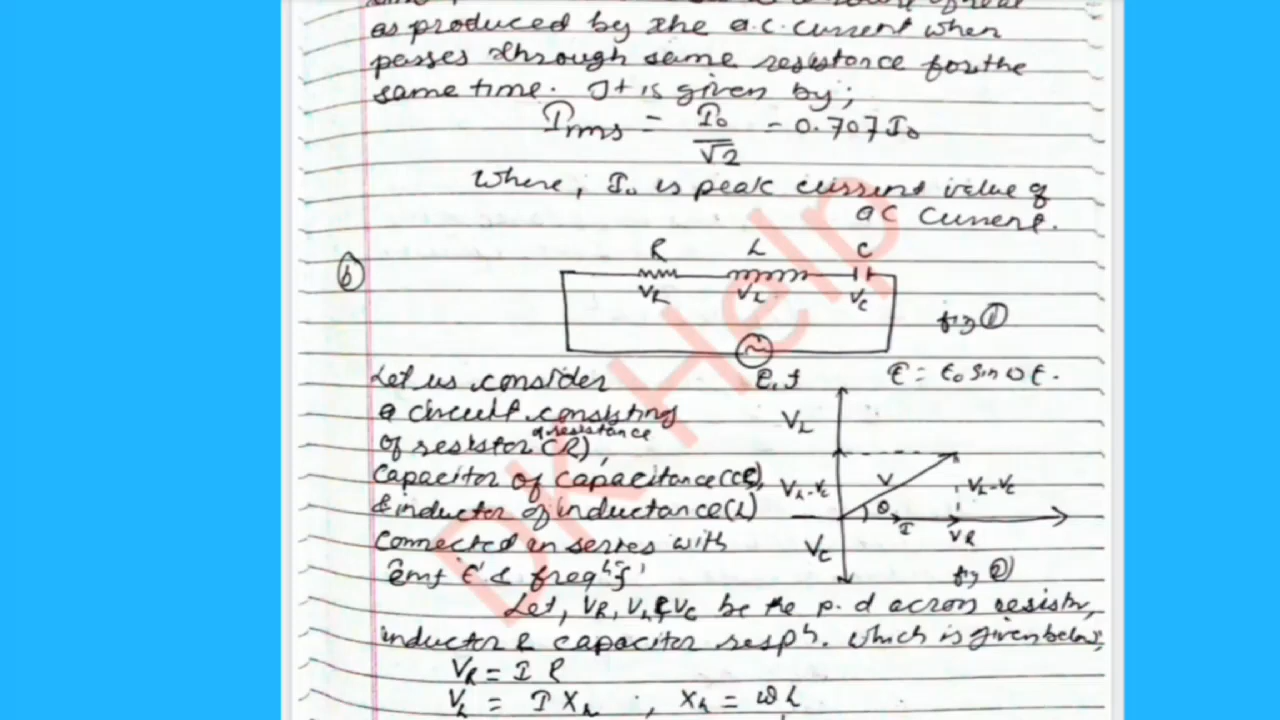 as produced by the a.c. current when
passes through same resistance for the
same time. It is given by;
Irms = I₀/√2 = 0.707 I₀
Where, I₀ is peak current value of
ac current.
R L C
(b)
VR VL VC
fig ①
E, f
E = E₀ sin ωt.
Let us consider
a circuit consisting
of resistance
of resistor (R),
capacitor of capacitance (C),
& inductor of inductance (L)
connected in series with
emf 'E' & freqⁿ 'f'
VL
VL-VC V VL-VC
θ I VR
VC
fig ②
Let, VR, VL & VC be the p.d across resistor,
inductor & capacitor respʰ. Which is given below;
VR = I R
VL = I XL , XL = ωL
DK Help